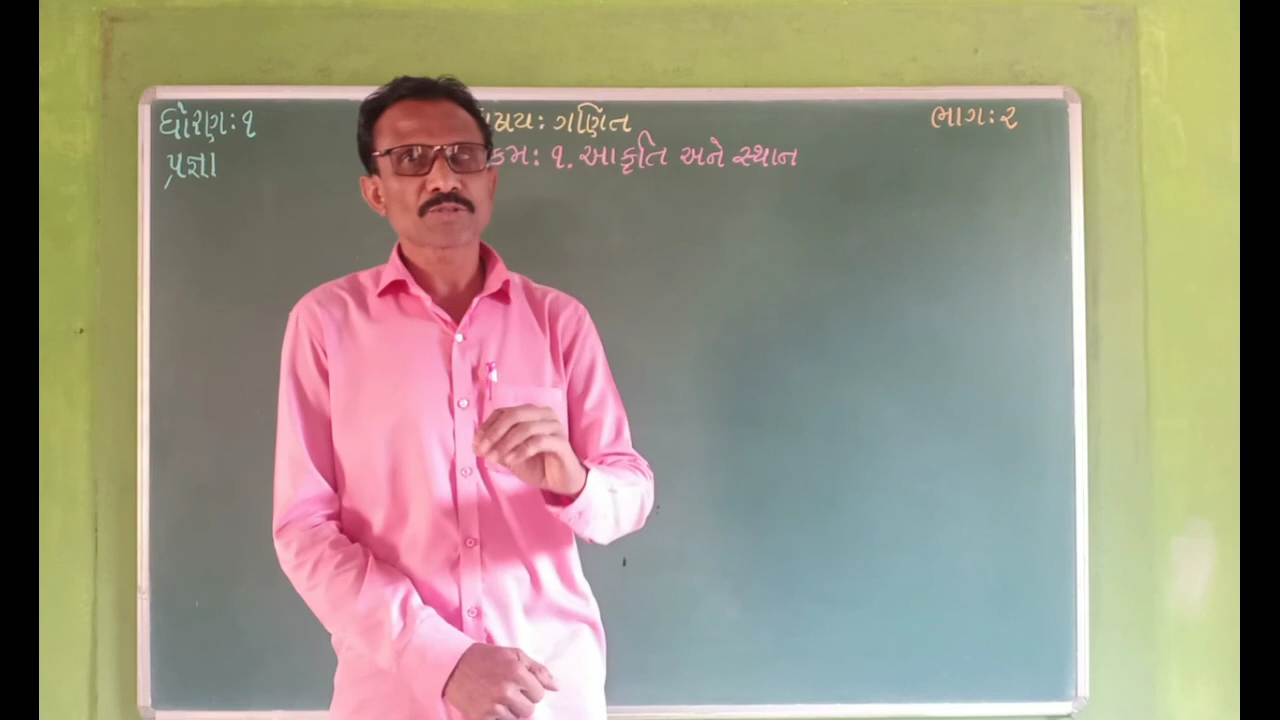 ધોરણ: ૧ ગણિત ભાગ: ૨
પ્રજ્ઞા ૧. આકૃતિ અને સ્થાન